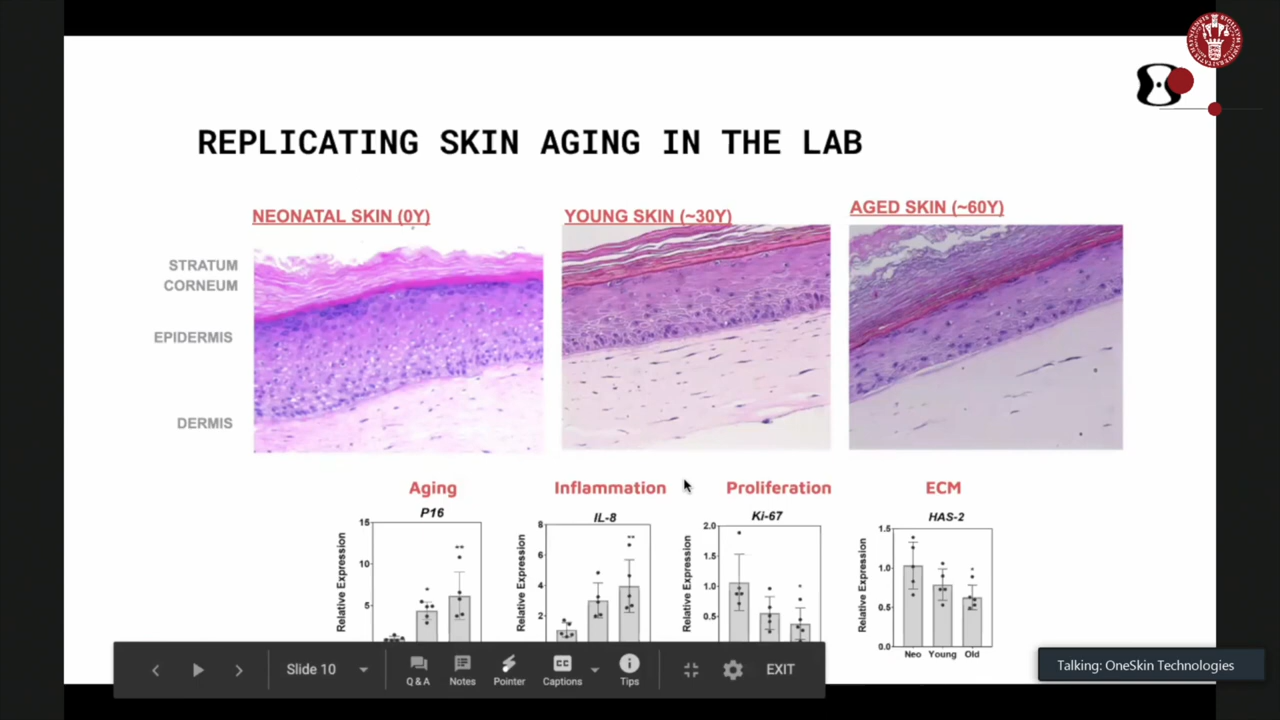 REPLICATING SKIN AGING IN THE LAB
NEONATAL SKIN (0Y)
YOUNG SKIN (~30Y)
AGED SKIN (~60Y)
STRATUM
CORNEUM
EPIDERMIS
DERMIS
Aging
Inflammation
Proliferation
ECM
P16
IL-8
Ki-67
HAS-2
Relative Expression
15
10
5
*
**
Relative Expression
8
6
4
2
**
Relative Expression
2.0
1.5
1.0
0.5
*
Relative Expression
1.5
1.0
0.5
0.0
*
Neo Young Old
Slide 10
Q & A
Notes
Pointer
CC
Captions
Tips
EXIT
Talking: OneSkin Technologies